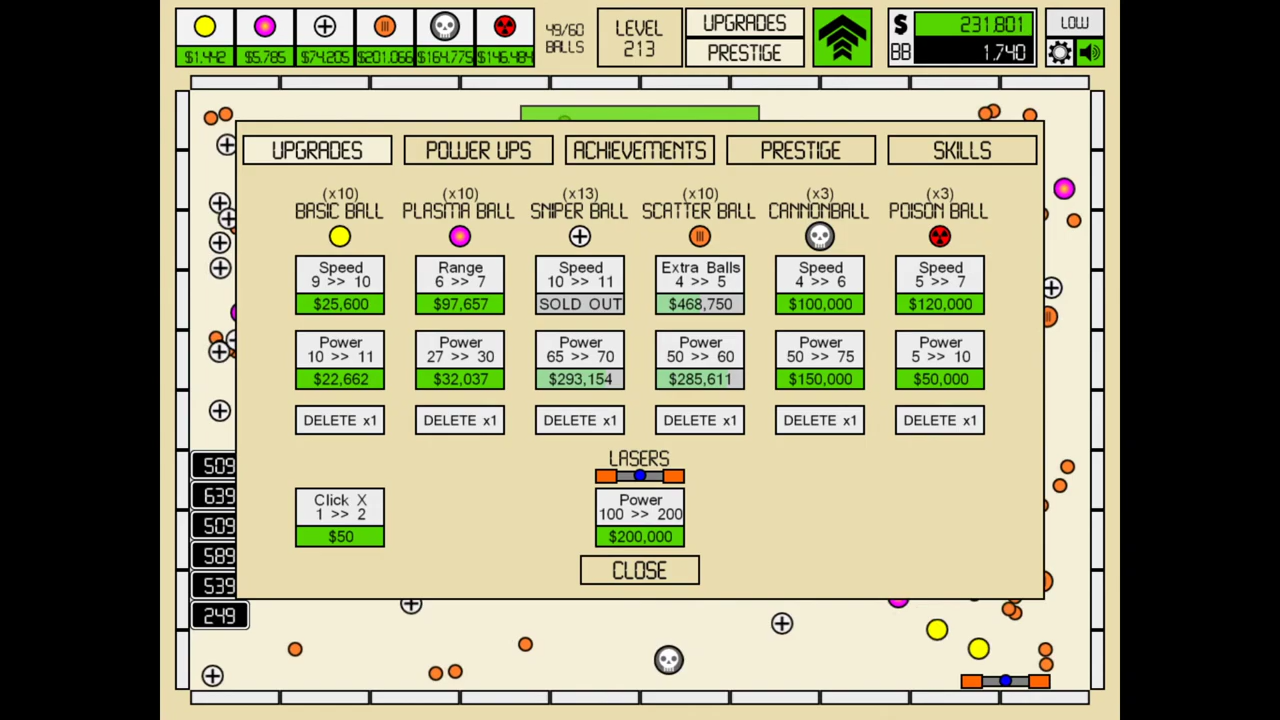 49/60
BALLS
LEVEL
213
UPGRADES
PRESTIGE
$ 231.801
BB 1.740
LOW
$1.442
$5.785
$74.205
$201.066
$164.775
$146.484
UPGRADES
POWER UPS
ACHIEVEMENTS
PRESTIGE
SKILLS
(x10)
BASIC BALL
(x10)
PLASMA BALL
(x13)
SNIPER BALL
(x10)
SCATTER BALL
(x3)
CANNONBALL
(x3)
POISON BALL
Speed
9 >> 10
$25,600
Range
6 >> 7
$97,657
Speed
10 >> 11
SOLD OUT
Extra Balls
4 >> 5
$468,750
Speed
4 >> 6
$100,000
Speed
5 >> 7
$120,000
Power
10 >> 11
$22,662
Power
27 >> 30
$32,037
Power
65 >> 70
$293,154
Power
50 >> 60
$285,611
Power
50 >> 75
$150,000
Power
5 >> 10
$50,000
DELETE x1
DELETE x1
DELETE x1
DELETE x1
DELETE x1
DELETE x1
LASERS
Click X
1 >> 2
$50
Power
100 >> 200
$200,000
CLOSE
509
639
509
589
539
249